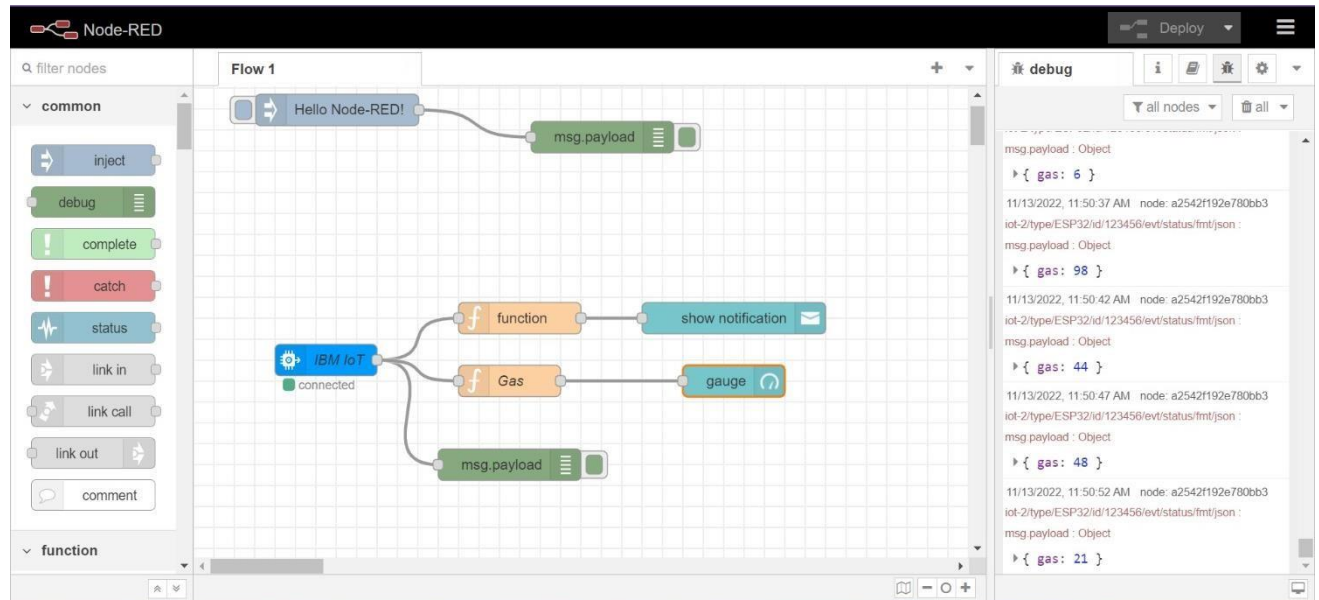 Node-RED
Deploy
filter nodes
common
inject
debug
complete
catch
status
link in
link call
link out
comment
function
Flow 1
Hello Node-RED!
msg.payload
function
show notification
IBM IoT
connected
Gas
gauge
msg.payload
debug
i
all nodes
all
msg.payload : Object
{ gas: 6 }
11/13/2022, 11:50:37 AM node: a2542f192e780bb3
iot-2/type/ESP32/id/123456/evt/status/fmt/json :
msg.payload : Object
{ gas: 98 }
11/13/2022, 11:50:42 AM node: a2542f192e780bb3
iot-2/type/ESP32/id/123456/evt/status/fmt/json :
msg.payload : Object
{ gas: 44 }
11/13/2022, 11:50:47 AM node: a2542f192e780bb3
iot-2/type/ESP32/id/123456/evt/status/fmt/json :
msg.payload : Object
{ gas: 48 }
11/13/2022, 11:50:52 AM node: a2542f192e780bb3
iot-2/type/ESP32/id/123456/evt/status/fmt/json :
msg.payload : Object
{ gas: 21 }